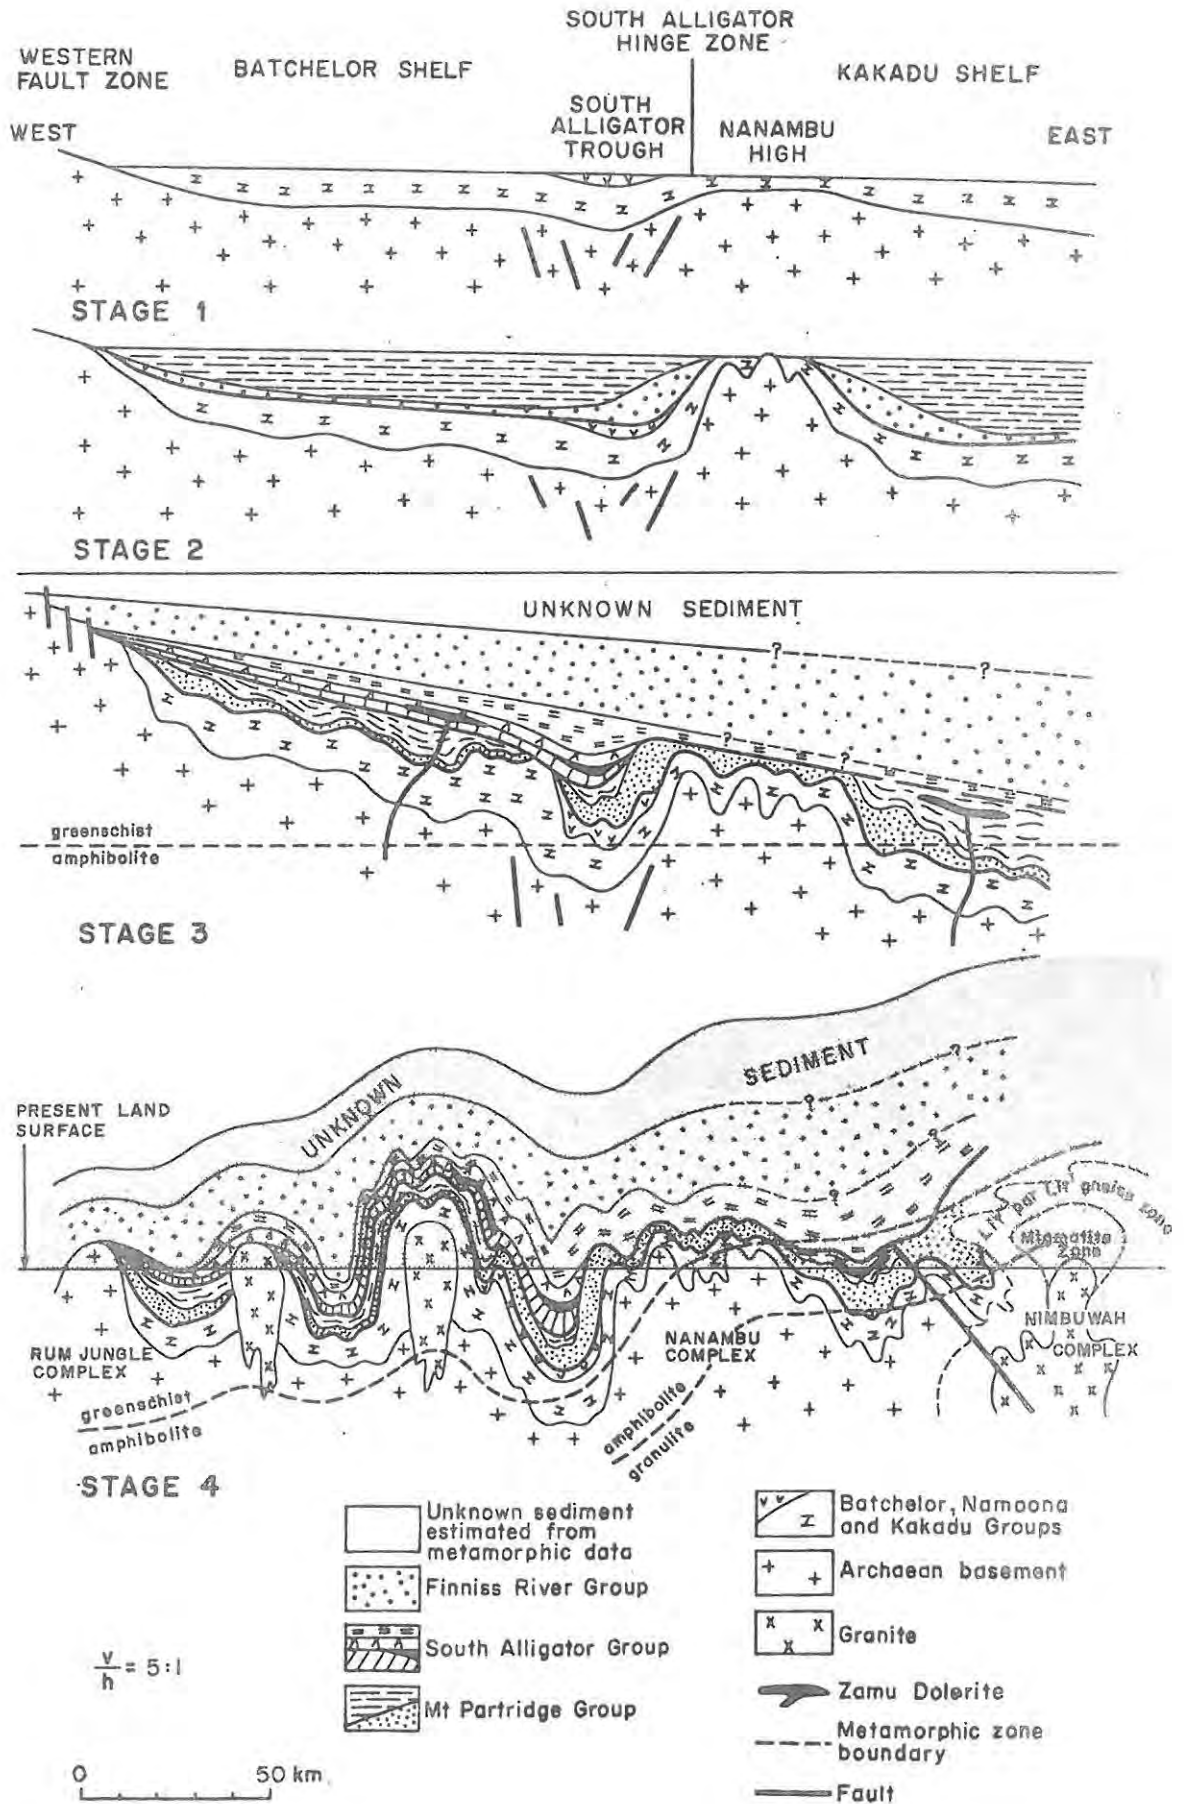 SOUTH ALLIGATOR
HINGE ZONE
WESTERN
FAULT ZONE
BATCHELOR SHELF
KAKADU SHELF
WEST
SOUTH
ALLIGATOR
TROUGH
NANAMBU
HIGH
EAST
STAGE 1
STAGE 2
UNKNOWN SEDIMENT
?
?
?
?
greenschist
amphibolite
STAGE 3
PRESENT LAND
SURFACE
UNKNOWN
SEDIMENT
?
?
?
?
gneiss zone
Migmatite
Zone
RUM JUNGLE
COMPLEX
NANAMBU
COMPLEX
NIMBUWAH
COMPLEX
greenschist
amphibolite
amphibolite
granulite
STAGE 4
Unknown sediment
estimated from
metamorphic data
Finniss River Group
South Alligator Group
Mt Partridge Group
Batchelor, Namoona
and Kakadu Groups
Archaean basement
Granite
Zamu Dolerite
Metamorphic zone
boundary
Fault
v/h = 5:1
0 50 km